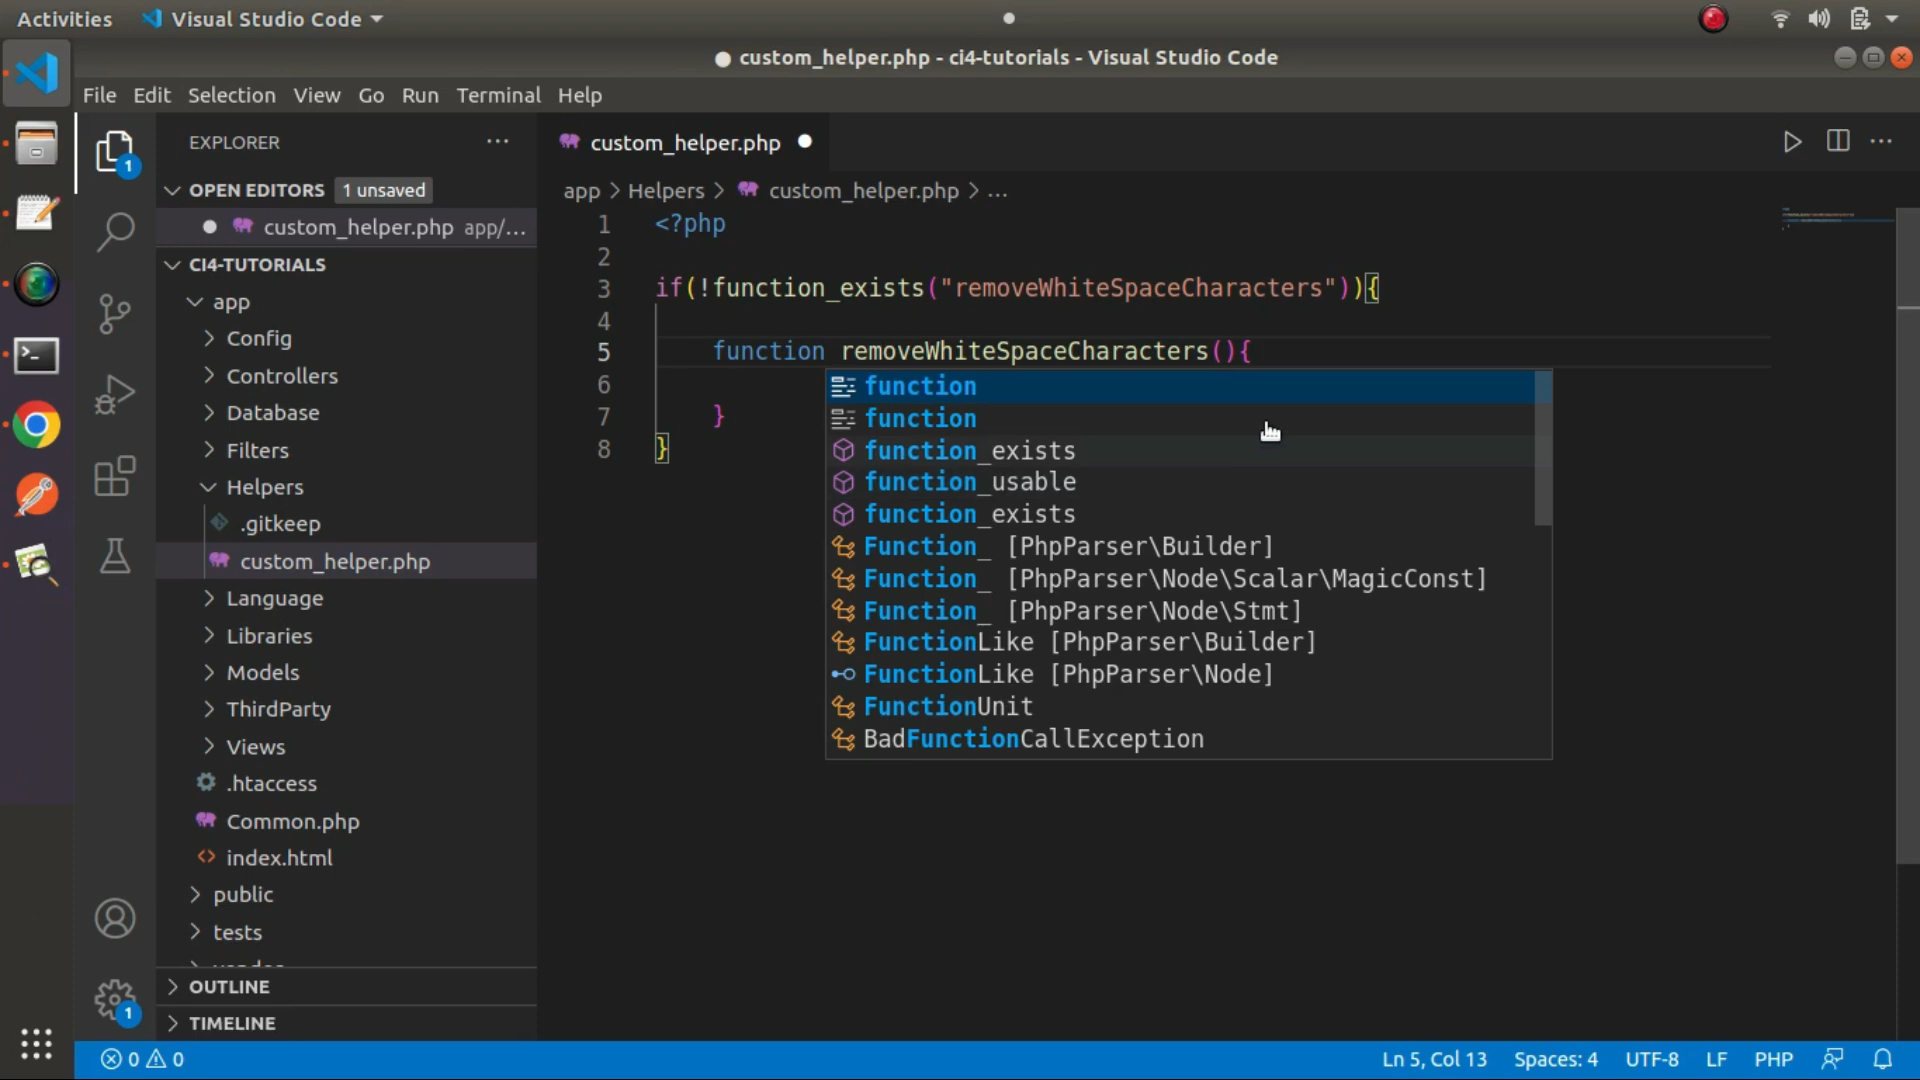 Activities
Visual Studio Code
custom_helper.php - ci4-tutorials - Visual Studio Code
File Edit Selection View Go Run Terminal Help
EXPLORER
OPEN EDITORS 1 unsaved
custom_helper.php app/...
CI4-TUTORIALS
app
Config
Controllers
Database
Filters
Helpers
.gitkeep
custom_helper.php
Language
Libraries
Models
ThirdParty
Views
.htaccess
Common.php
index.html
public
tests
OUTLINE
TIMELINE
1
1
custom_helper.php
app > Helpers > custom_helper.php > ...
1 <?php
2
3 if(!function_exists("removeWhiteSpaceCharacters")){
4
5 function removeWhiteSpaceCharacters(){
6
7 }
8 }
function
function
function_exists
function_usable
function_exists
Function_ [PhpParser\Builder]
Function_ [PhpParser\Node\Scalar\MagicConst]
Function_ [PhpParser\Node\Stmt]
FunctionLike [PhpParser\Builder]
FunctionLike [PhpParser\Node]
FunctionUnit
BadFunctionCallException
0 0
Ln 5, Col 13 Spaces: 4 UTF-8 LF PHP